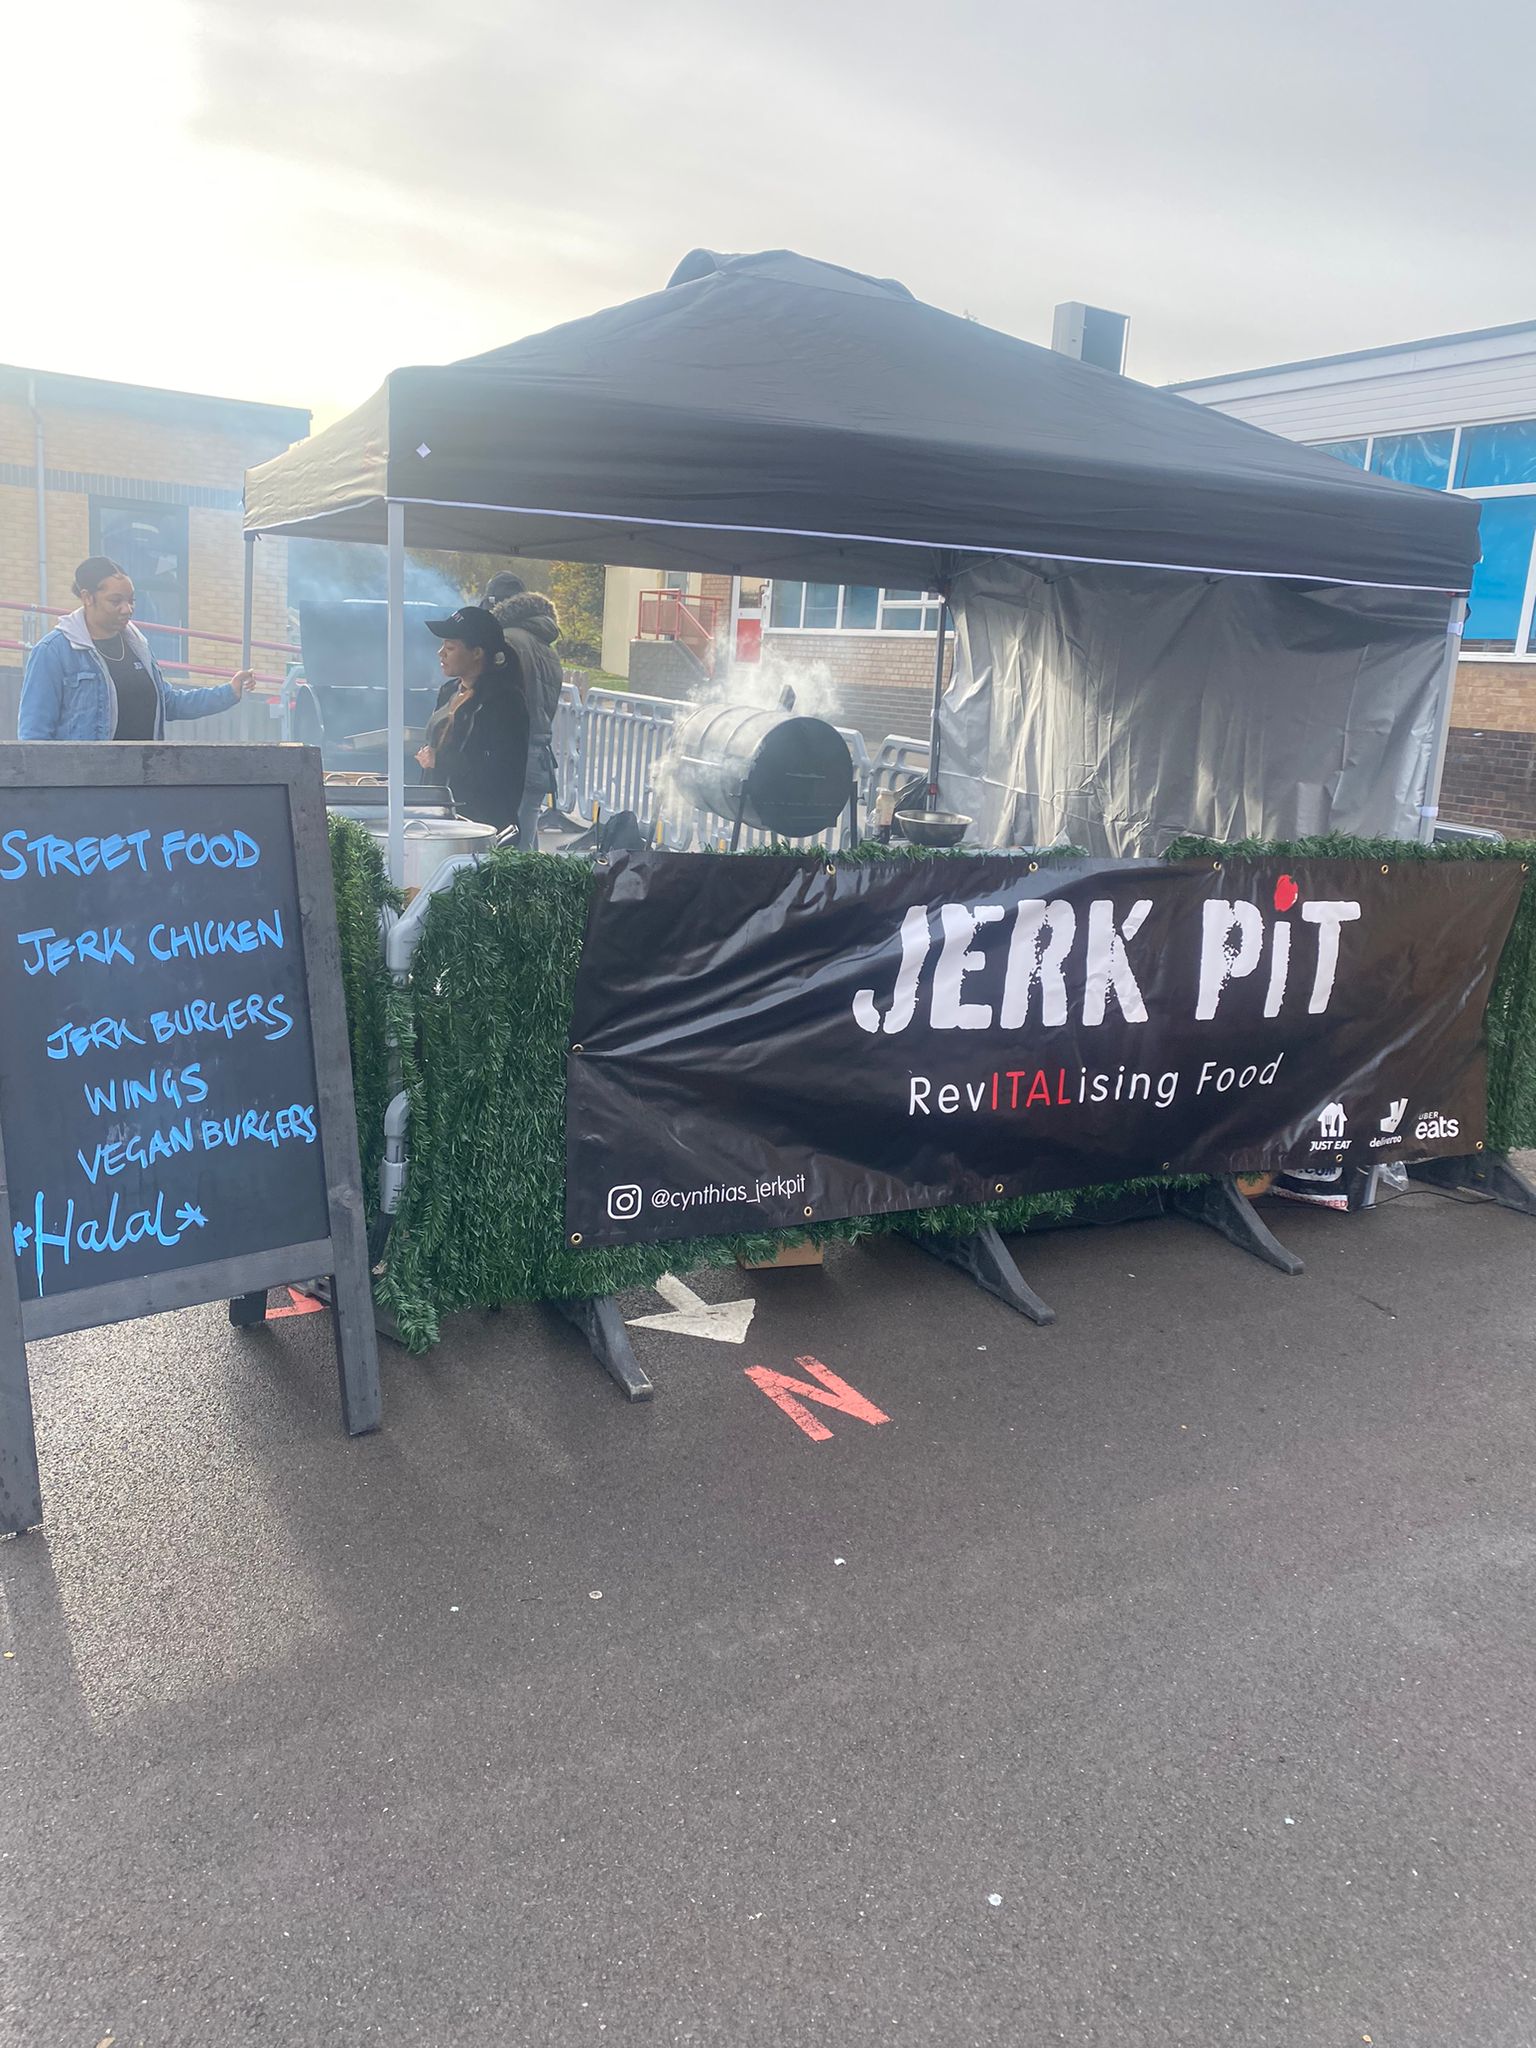 STREET FOOD
JERK CHICKEN
JERK BURGERS
WINGS
VEGAN BURGERS
*Halal*
JERK PiT
RevITALising Food
@cynthias_jerkpit
JUST EAT
deliveroo
UBER
eats
N